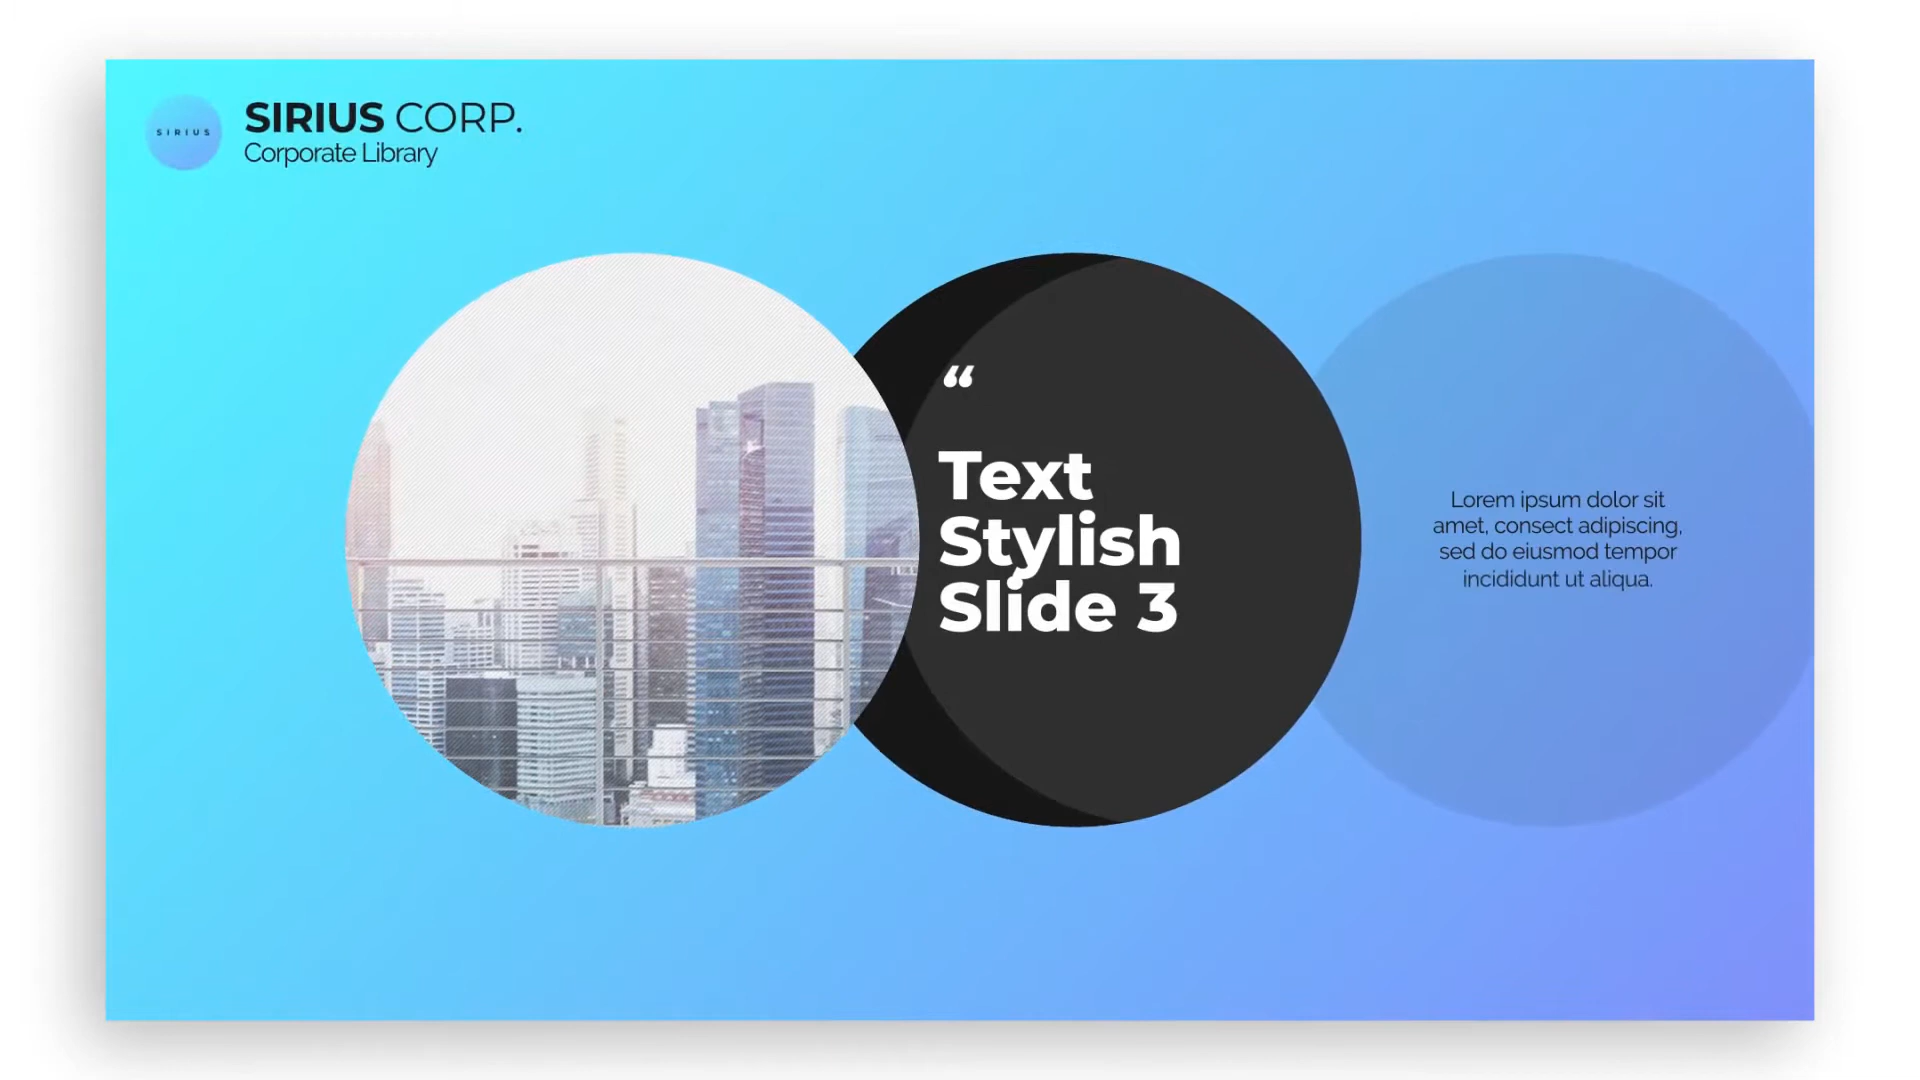 SIRIUS
SIRIUS CORP.
Corporate Library
“
Text
Stylish
Slide 3
Lorem ipsum dolor sit
amet, consect adipiscing,
sed do eiusmod tempor
incididunt ut aliqua.